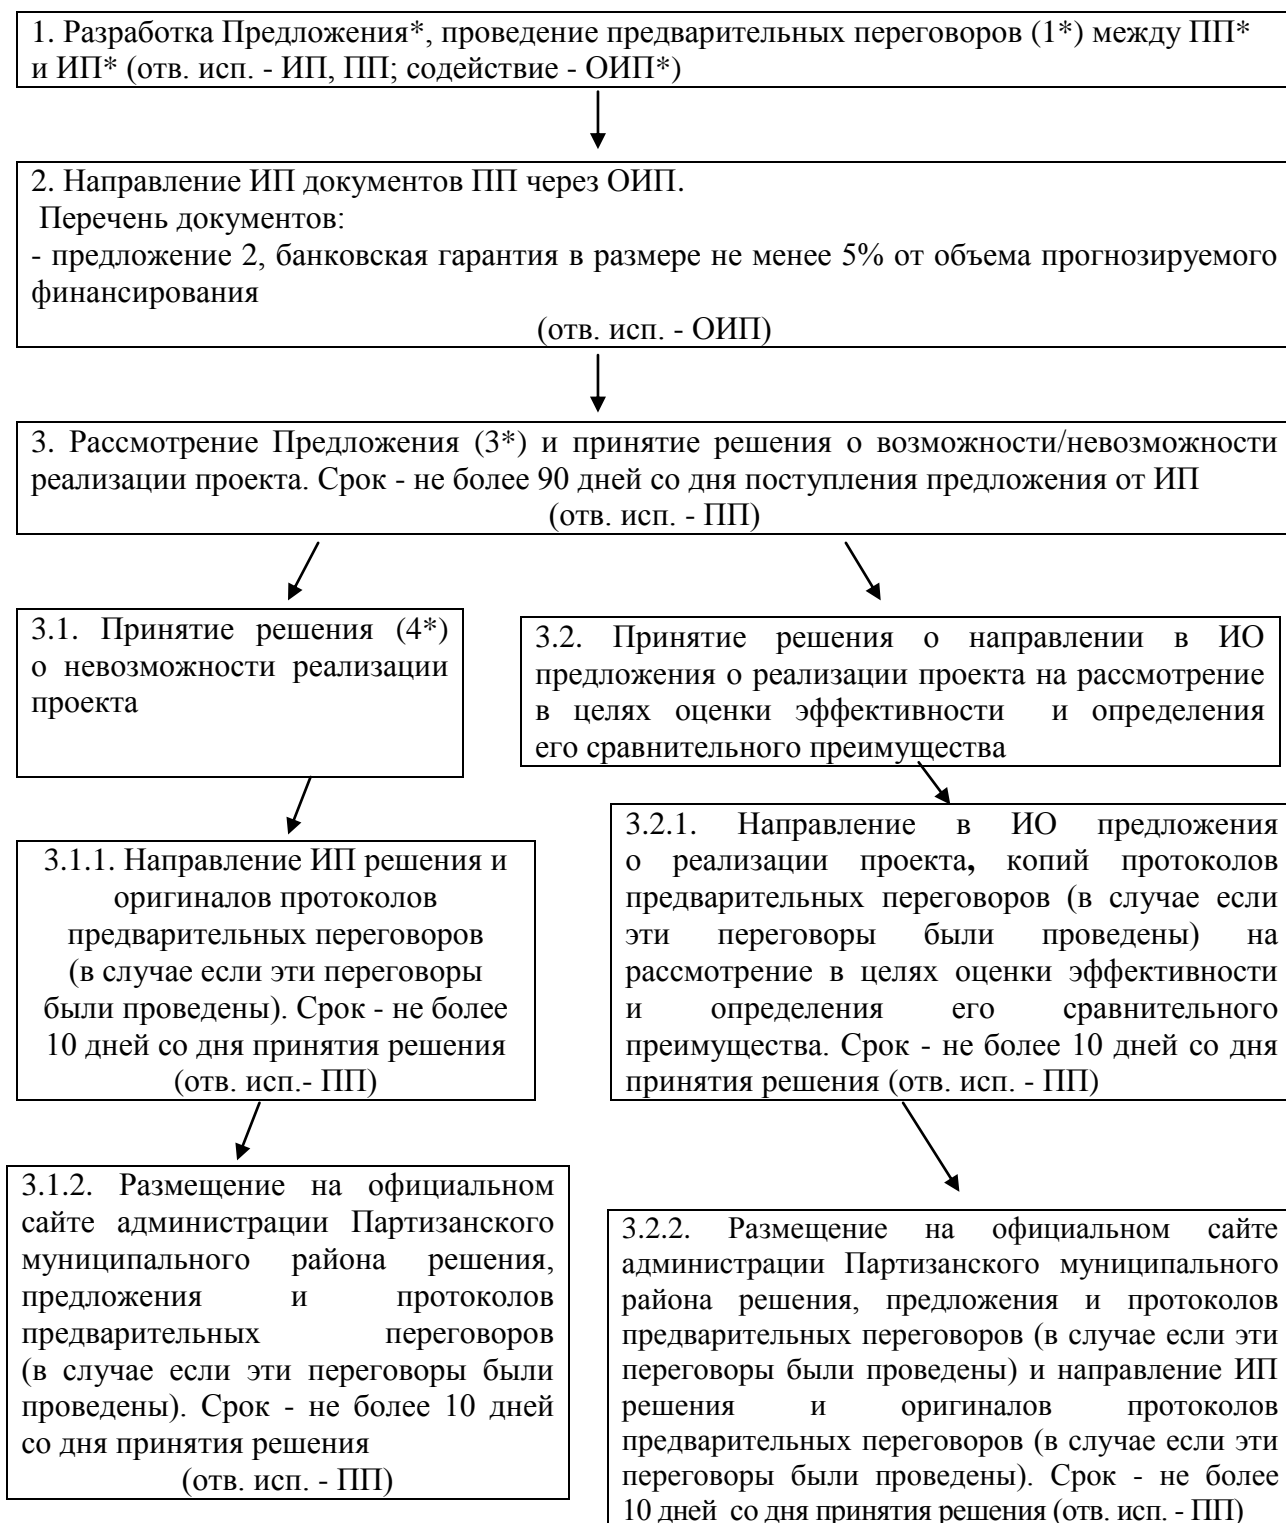 1. Разработка Предложения*, проведение предварительных переговоров (1*) между ПП*
и ИП* (отв. исп. - ИП, ПП; содействие - ОИП*)
2. Направление ИП документов ПП через ОИП.
Перечень документов:
- предложение 2, банковская гарантия в размере не менее 5% от объема прогнозируемого
финансирования
(отв. исп. - ОИП)
3. Рассмотрение Предложения (3*) и принятие решения о возможности/невозможности
реализации проекта. Срок - не более 90 дней со дня поступления предложения от ИП
(отв. исп. - ПП)
3.1. Принятие решения (4*)
о невозможности реализации
проекта
3.2. Принятие решения о направлении в ИО
предложения о реализации проекта на рассмотрение
в целях оценки эффективности и определения
его сравнительного преимущества
3.1.1. Направление ИП решения и
оригиналов протоколов
предварительных переговоров
(в случае если эти переговоры
были проведены). Срок - не более
10 дней со дня принятия решения
(отв. исп.- ПП)
3.2.1. Направление в ИО предложения
о реализации проекта, копий протоколов
предварительных переговоров (в случае если
эти переговоры были проведены) на
рассмотрение в целях оценки эффективности
и определения его сравнительного
преимущества. Срок - не более 10 дней со дня
принятия решения (отв. исп. - ПП)
3.1.2. Размещение на официальном
сайте администрации Партизанского
муниципального района решения,
предложения и протоколов
предварительных переговоров
(в случае если эти переговоры были
проведены). Срок - не более 10 дней
со дня принятия решения
(отв. исп. - ПП)
3.2.2. Размещение на официальном сайте
администрации Партизанского муниципального
района решения, предложения и протоколов
предварительных переговоров (в случае если эти
переговоры были проведены) и направление ИП
решения и оригиналов протоколов
предварительных переговоров (в случае если эти
переговоры были проведены). Срок - не более
10 дней со дня принятия решения (отв. исп. - ПП)